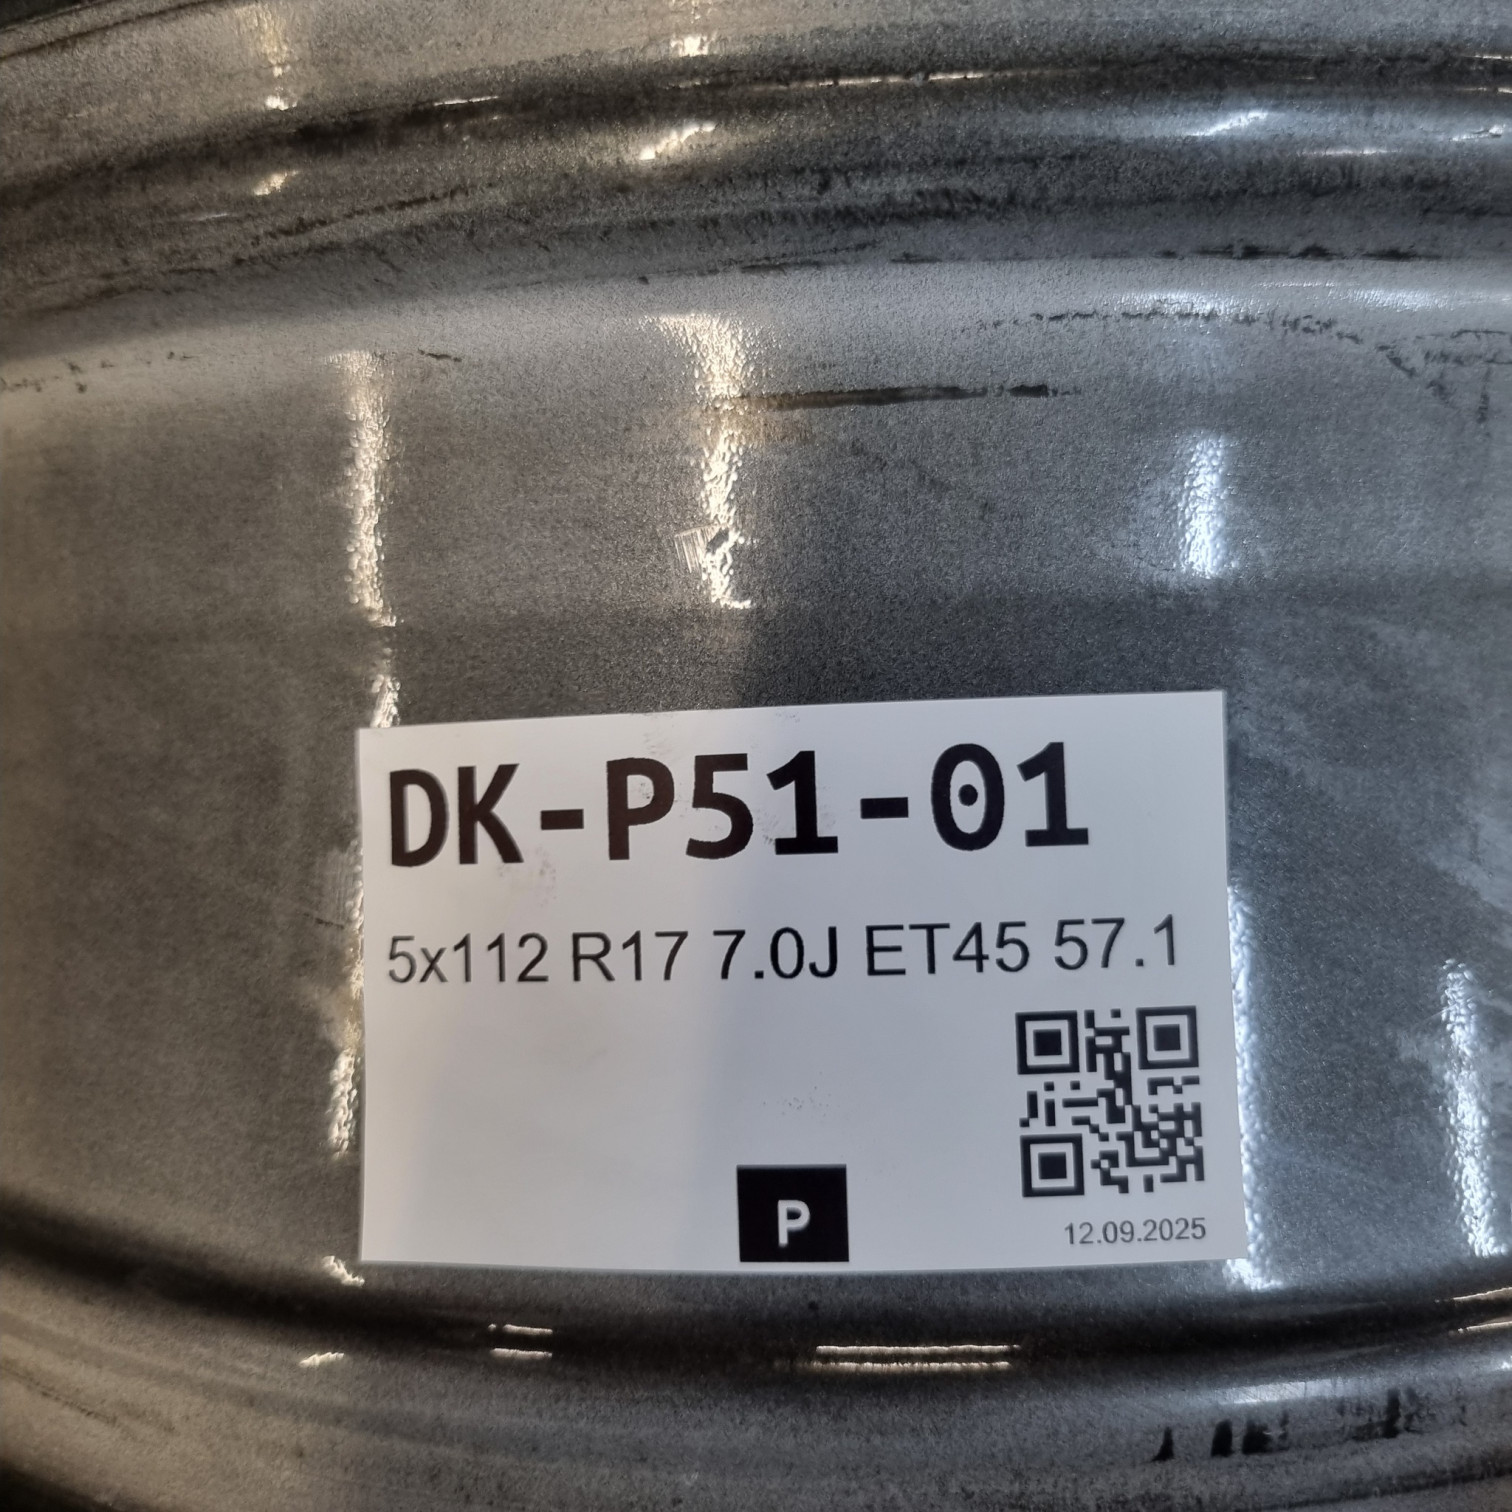 DK-P51-01
5x112 R17 7.0J ET45 57.1
P
12.09.2025